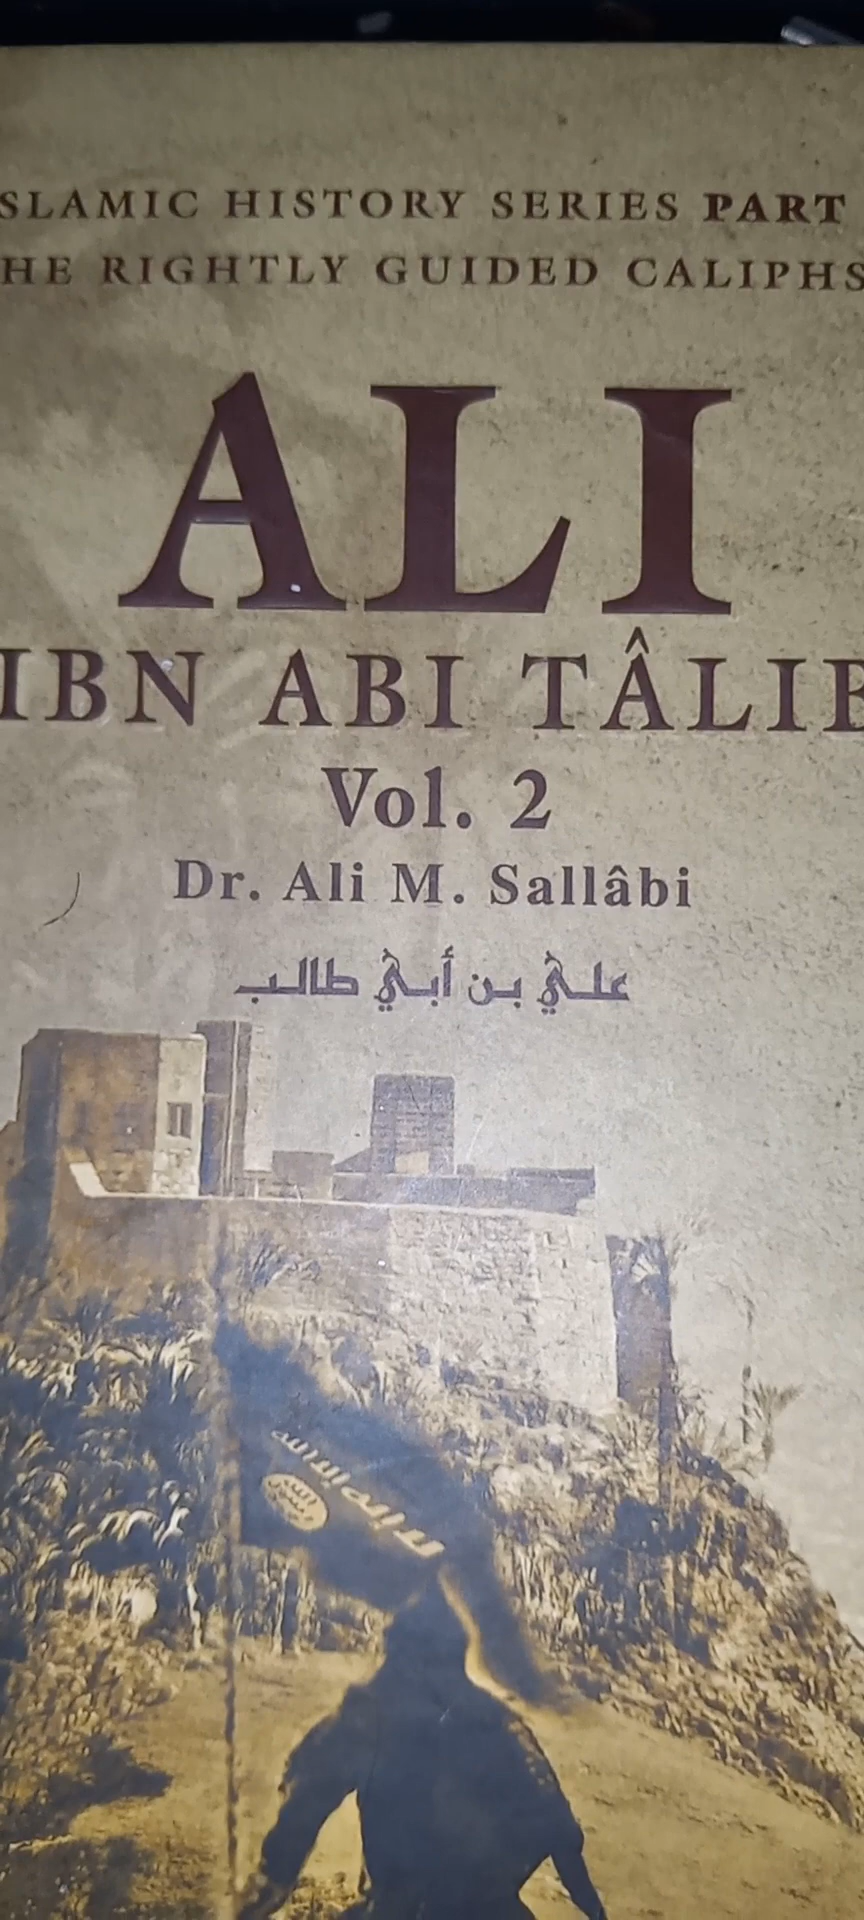 SLAMIC HISTORY SERIES PART
HE RIGHTLY GUIDED CALIPHS
ALI
IBN ABI TÂLIB
Vol. 2
Dr. Ali M. Sallâbi
علي بن أبي طالب